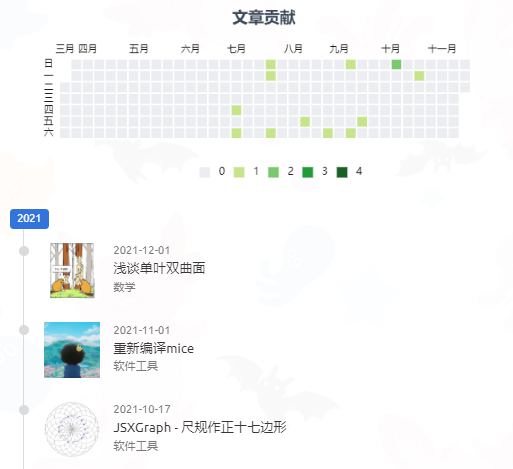 文章贡献
三月 四月 五月 六月 七月 八月 九月 十月 十一月
日
一
二
三
四
五
六
0 1 2 3 4
2021
2021-12-01
浅谈单叶双曲面
数学
2021-11-01
重新编译mice
软件工具
2021-10-17
JSXGraph - 尺规作正十七边形
软件工具